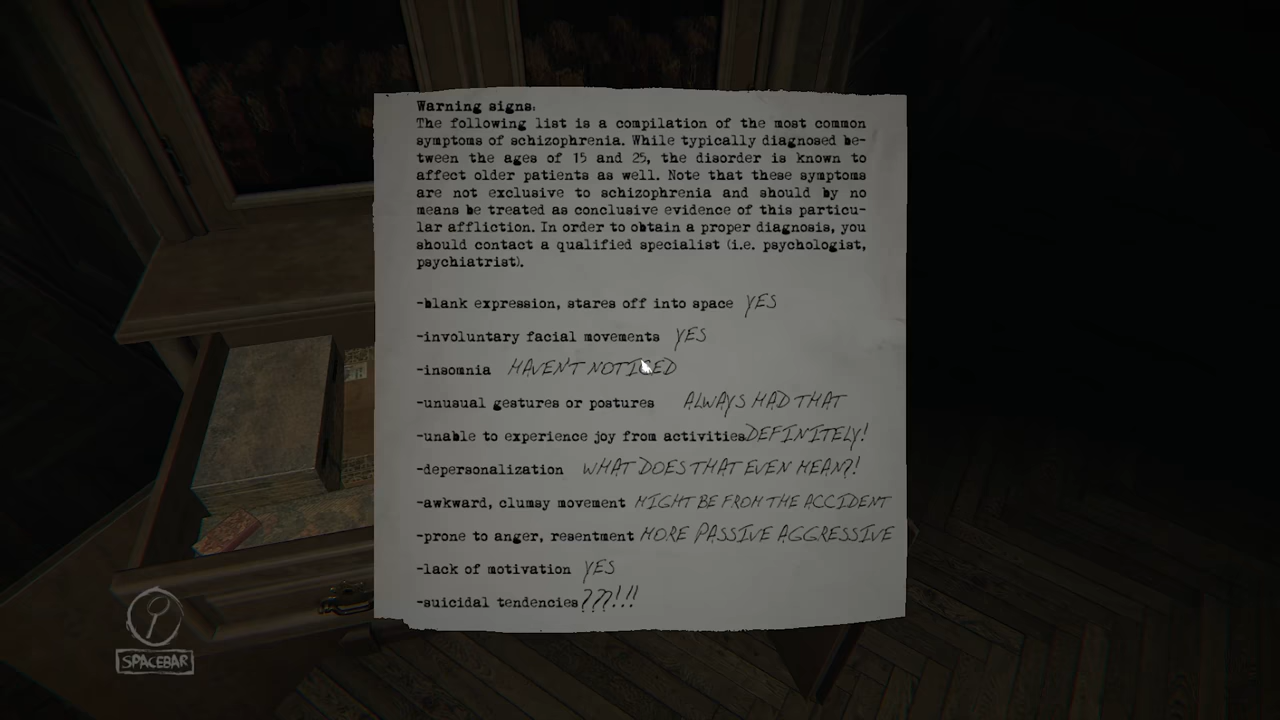 Warning signs:
The following list is a compilation of the most common
symptoms of schizophrenia. While typically diagnosed be-
tween the ages of 15 and 25, the disorder is known to
affect older patients as well. Note that these symptoms
are not exclusive to schizophrenia and should by no
means be treated as conclusive evidence of this particu-
lar affliction. In order to obtain a proper diagnosis, you
should contact a qualified specialist (i.e. psychologist,
psychiatrist).
-blank expression, stares off into space YES
-involuntary facial movements YES
-insomnia HAVEN'T NOTICED
-unusual gestures or postures ALWAYS HAD THAT
-unable to experience joy from activities DEFINITELY!
-depersonalization WHAT DOES THAT EVEN MEAN?!
-awkward, clumsy movement MIGHT BE FROM THE ACCIDENT
-prone to anger, resentment MORE PASSIVE AGGRESSIVE
-lack of motivation YES
-suicidal tendencies ???!!!
SPACEBAR